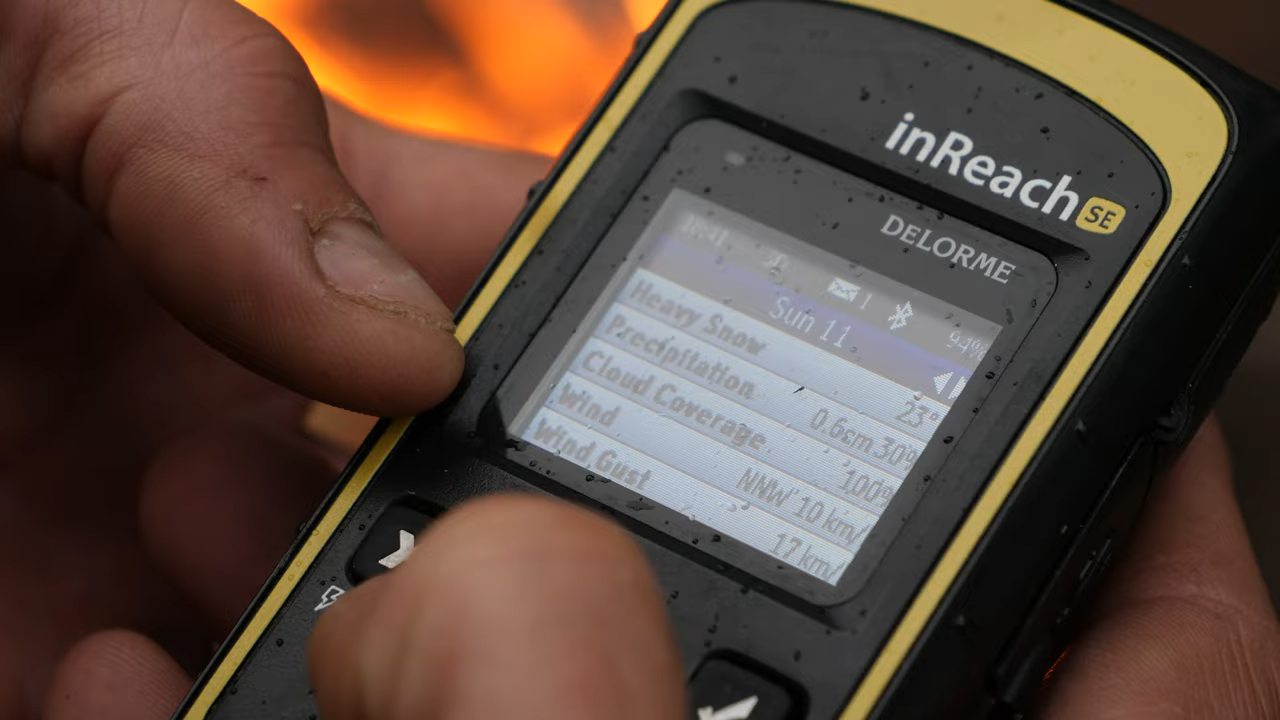 inReach SE
DELORME
94%
Sun 11
Heavy Snow 23°
Precipitation 0.6cm 30%
Cloud Coverage 100%
Wind NNW 10 km/
Wind Gust 17 km/